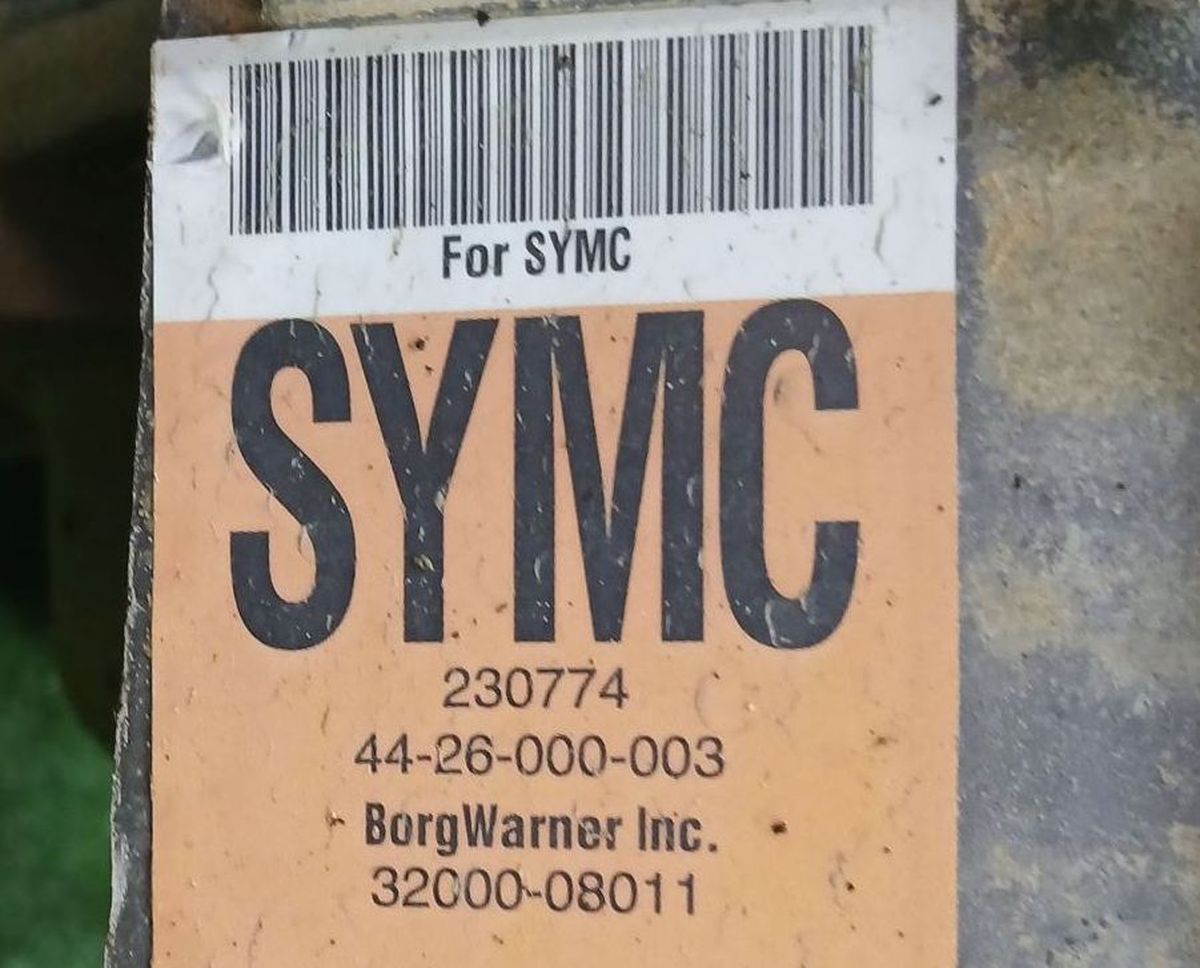 For SYMC
SYMC
230774
44-26-000-003
BorgWarner Inc.
32000-08011